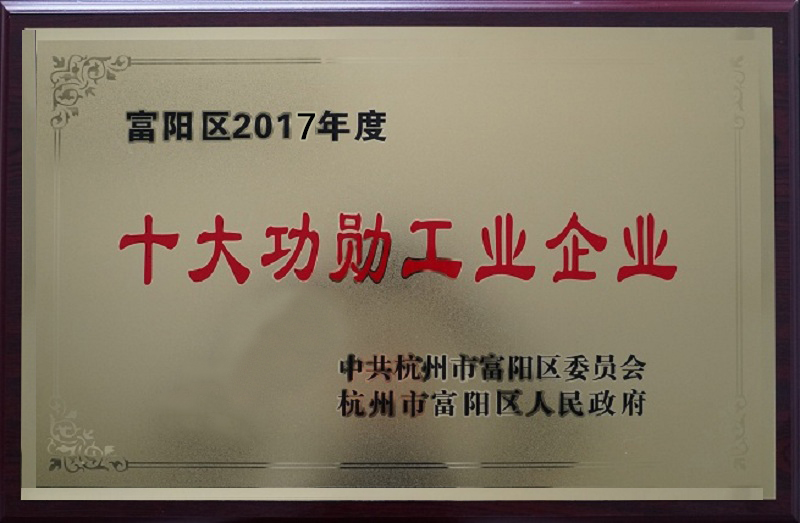 富阳区2017年度
十大功勋工业企业
中共杭州市富阳区委员会
杭州市富阳区人民政府